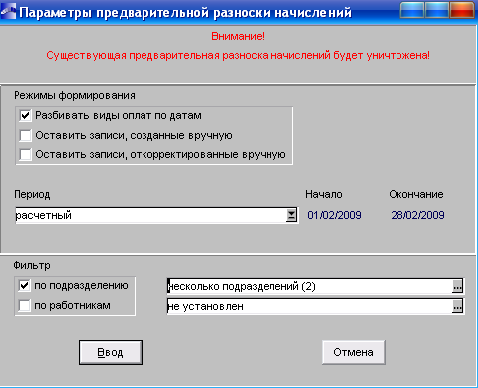 Параметры предварительной разноски начислений
Внимание!
Существующая предварительная разноска начислений будет уничтожена!
Режимы формирования
Разбивать виды оплат по датам
Оставить записи, созданные вручную
Оставить записи, откорректированные вручную
Период Начало Окончание
расчетный 01/02/2009 28/02/2009
Фильтр
по подразделению несколько подразделений (2) ...
по работникам не установлен ...
Ввод Отмена